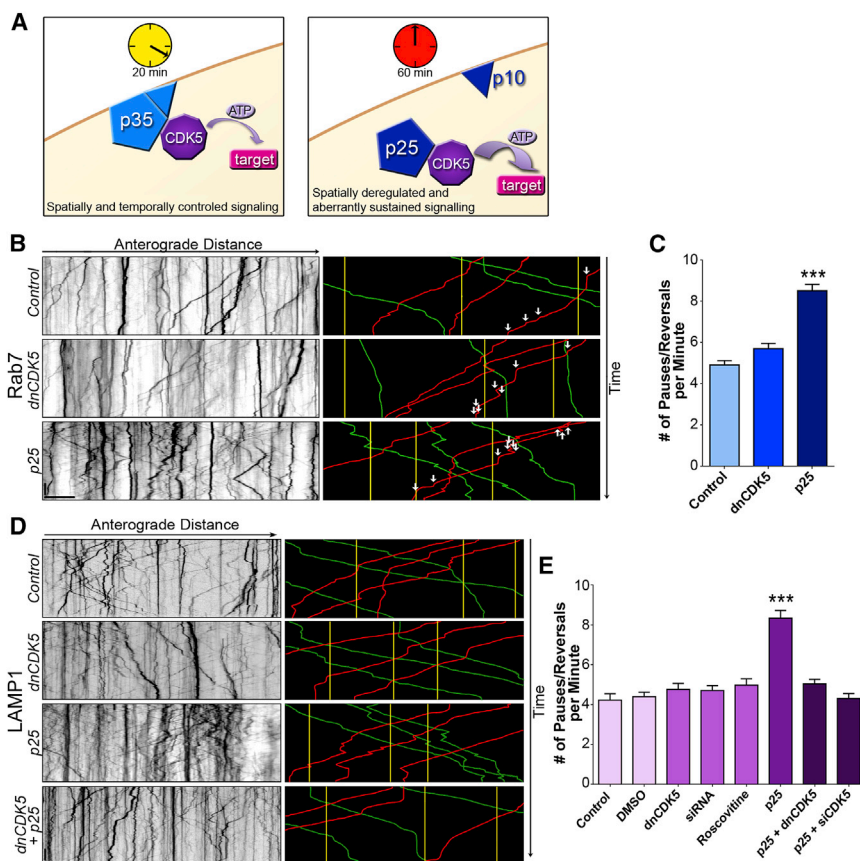 A
20 min
p35
CDK5
ATP
target
Spatially and temporally controled signaling
60 min
p10
p25
CDK5
ATP
target
Spatially deregulated and
aberrantly sustained signalling
B
Anterograde Distance
Rab7
Control
dnCDK5
p25
Time
C
# of Pauses/Reversals
per Minute
10
8
6
4
2
0
***
Control
dnCDK5
p25
D
Anterograde Distance
LAMP1
Control
dnCDK5
p25
dnCDK5
+ p25
Time
E
# of Pauses/Reversals
per Minute
10
8
6
4
2
0
***
Control
DMSO
dnCDK5
siRNA
Roscovitine
p25
p25 + dnCDK5
p25 + siCDK5